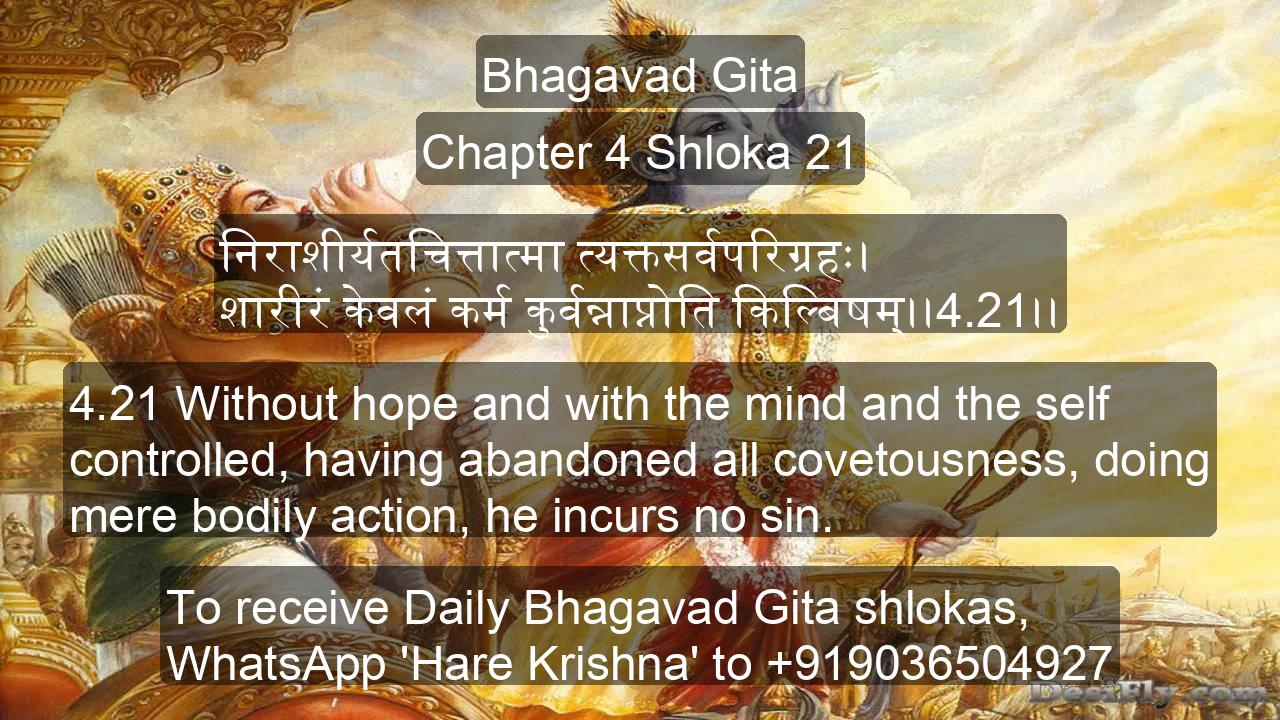 Bhagavad Gita
Chapter 4 Shloka 21
निराशीर्यतचित्तात्मा त्यक्तसर्वपरिग्रहः।
शारीरं केवलं कर्म कुर्वन्नाप्नोति किल्बिषम्।।4.21।।
4.21 Without hope and with the mind and the self
controlled, having abandoned all covetousness, doing
mere bodily action, he incurs no sin.
To receive Daily Bhagavad Gita shlokas,
WhatsApp 'Hare Krishna' to +919036504927
DesiFly.com